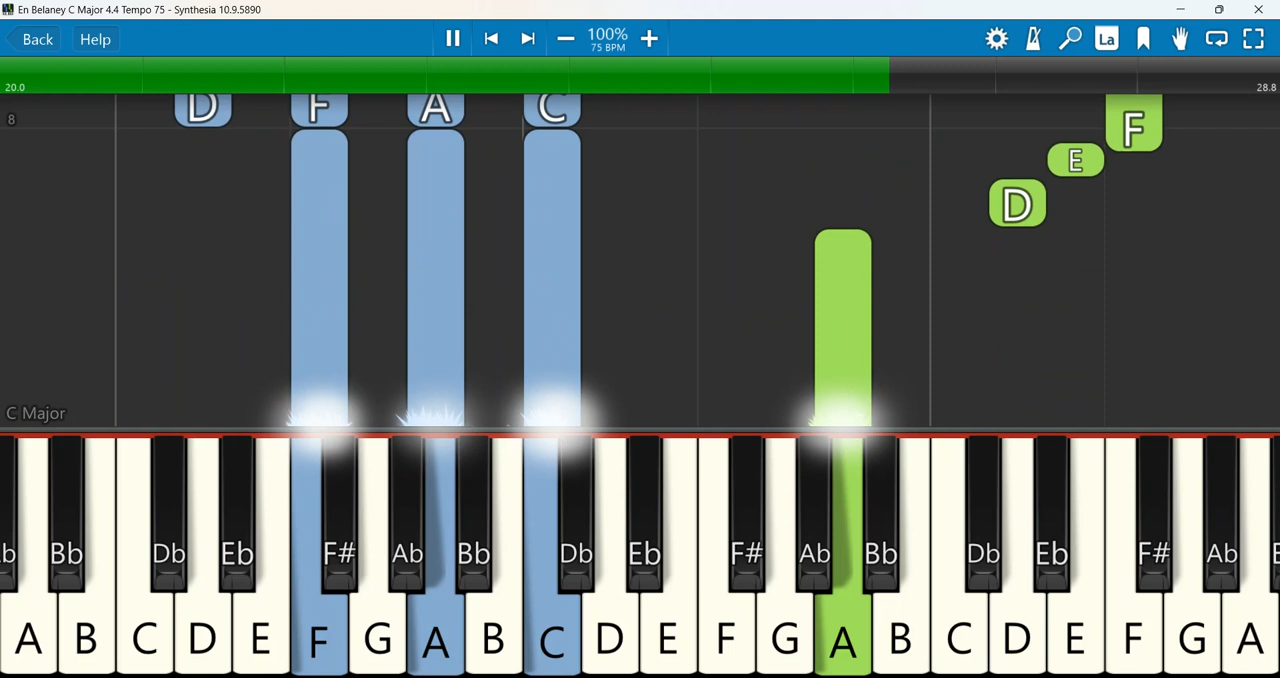 En Belaney C Major 4.4 Tempo 75 - Synthesia 10.9.5890
Back Help 100% La
75 BPM
20.0 28.8
D F A C
8 F
E
D
C Major
b Bb Db Eb F# Ab Bb Db Eb F# Ab Bb Db Eb F# Ab E
A B C D E F G A B C D E F G A B C D E F G A